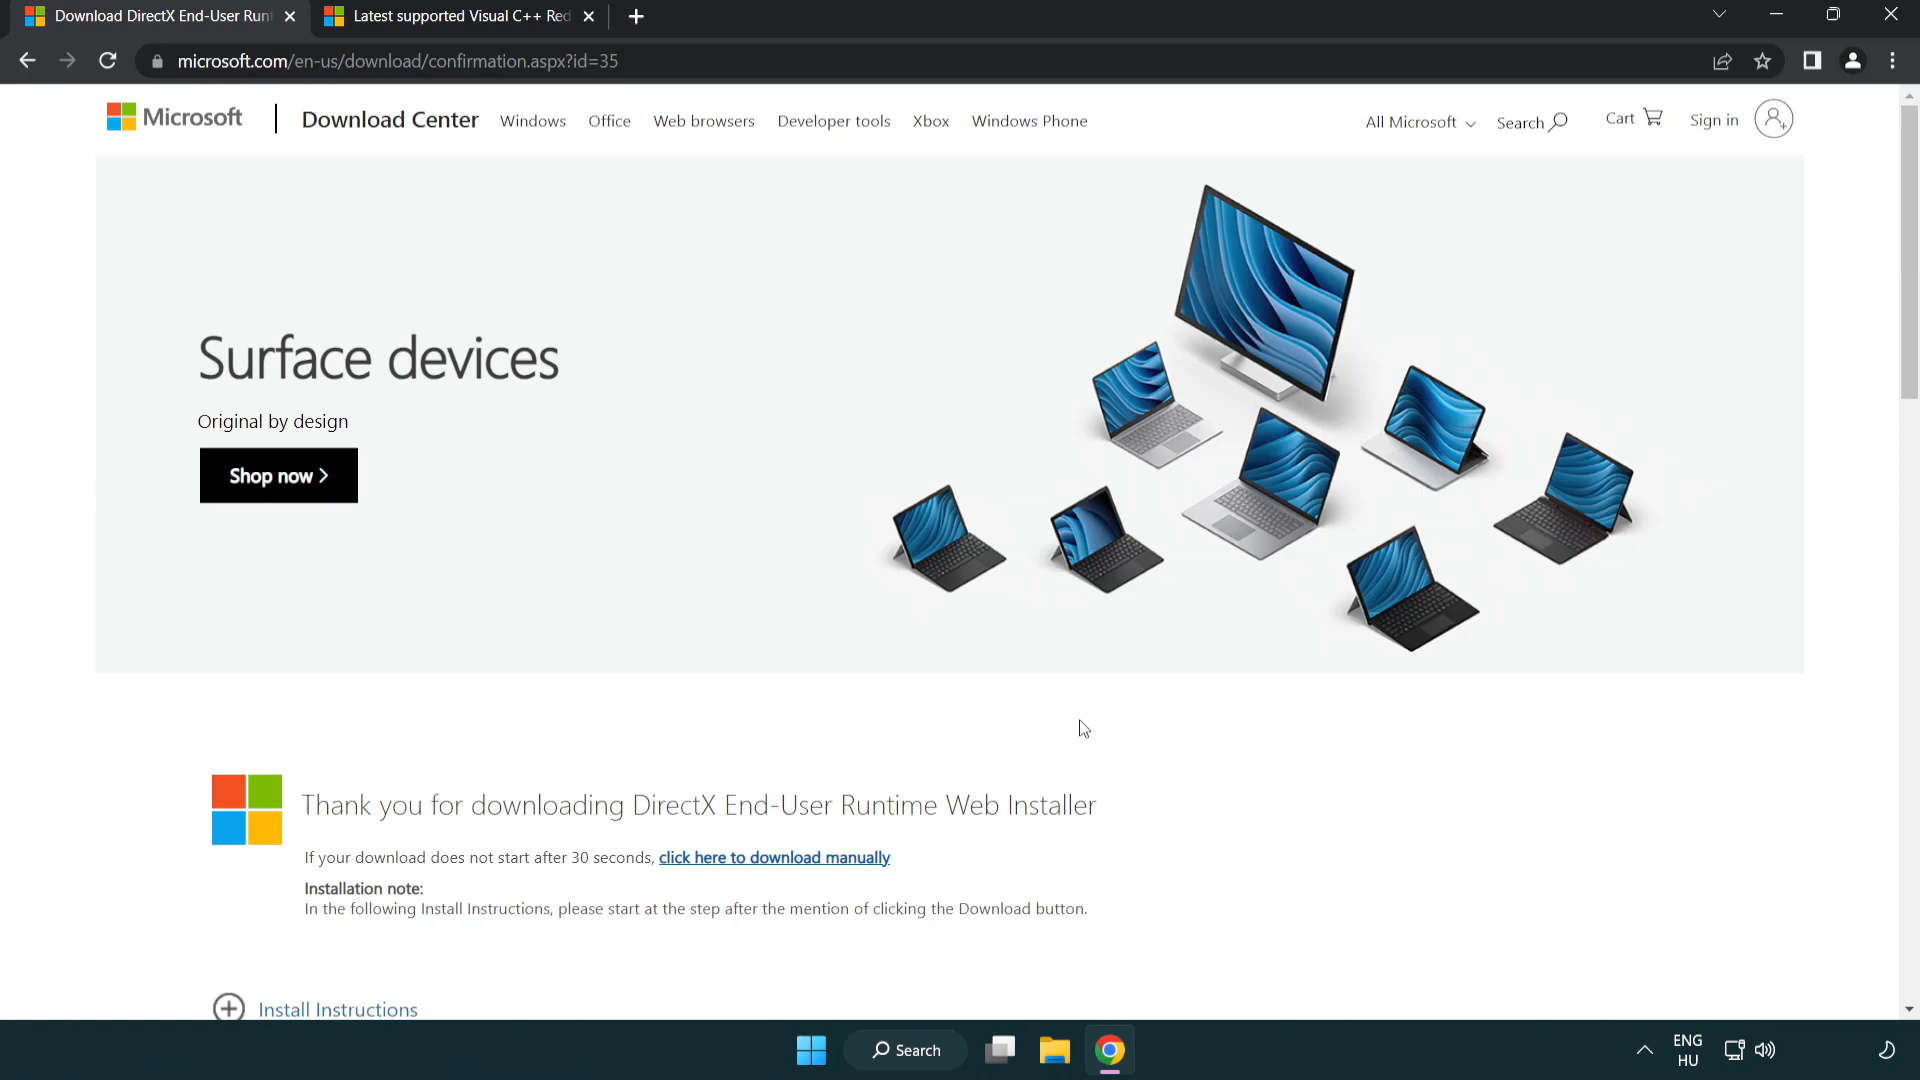 Download DirectX End-User Runt
Latest supported Visual C++ Red
microsoft.com/en-us/download/confirmation.aspx?id=35
Microsoft
Download Center
Windows
Office
Web browsers
Developer tools
Xbox
Windows Phone
All Microsoft
Search
Cart
Sign in
Surface devices
Original by design
Shop now >
Thank you for downloading DirectX End-User Runtime Web Installer
If your download does not start after 30 seconds, click here to download manually
Installation note:
In the following Install Instructions, please start at the step after the mention of clicking the Download button.
Install Instructions
Search
ENG
HU